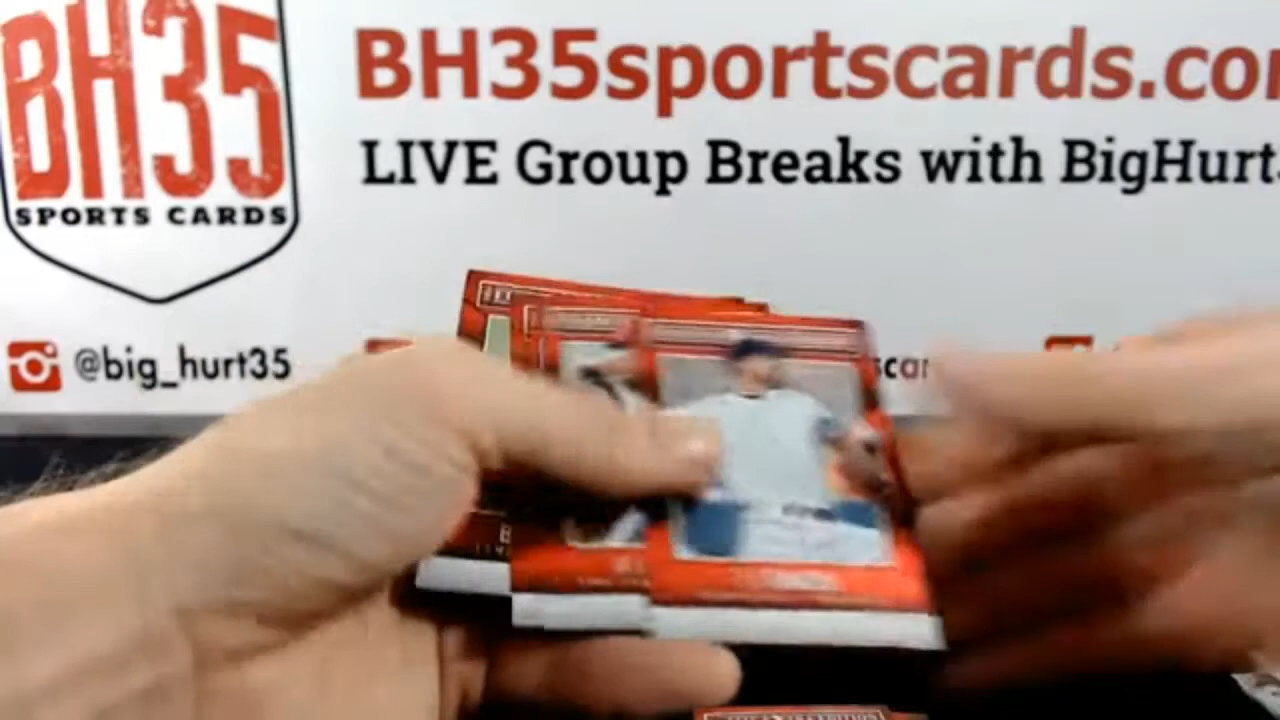 BH35
SPORTS CARDS
BH35sportscards.co
LIVE Group Breaks with BigHurt
@big_hurt35
scar